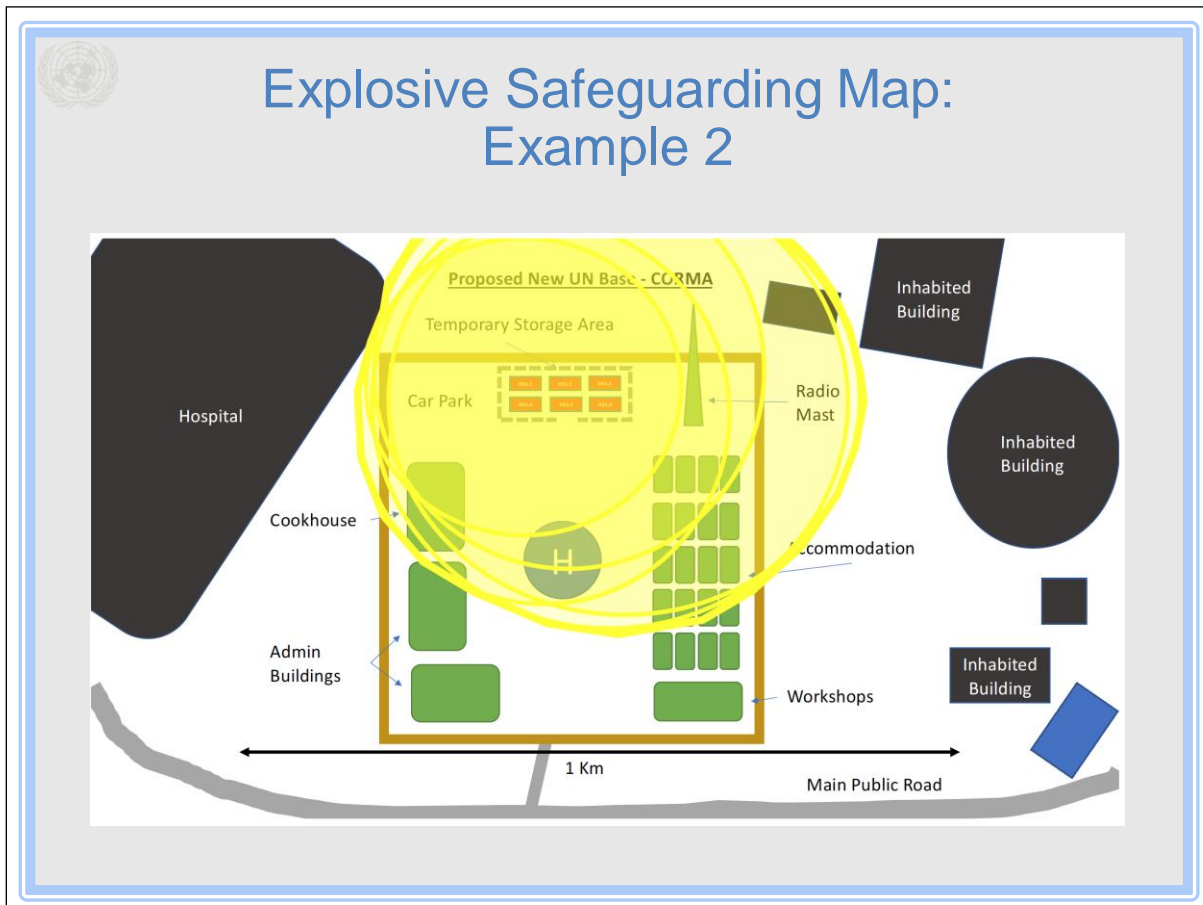 Explosive Safeguarding Map:
Example 2
Proposed New UN Base - CORMA
Temporary Storage Area
Car Park
Hospital
Inhabited
Building
Radio
Mast
Inhabited
Building
Cookhouse
H
Accommodation
Admin
Buildings
Inhabited
Building
Workshops
1 Km
Main Public Road